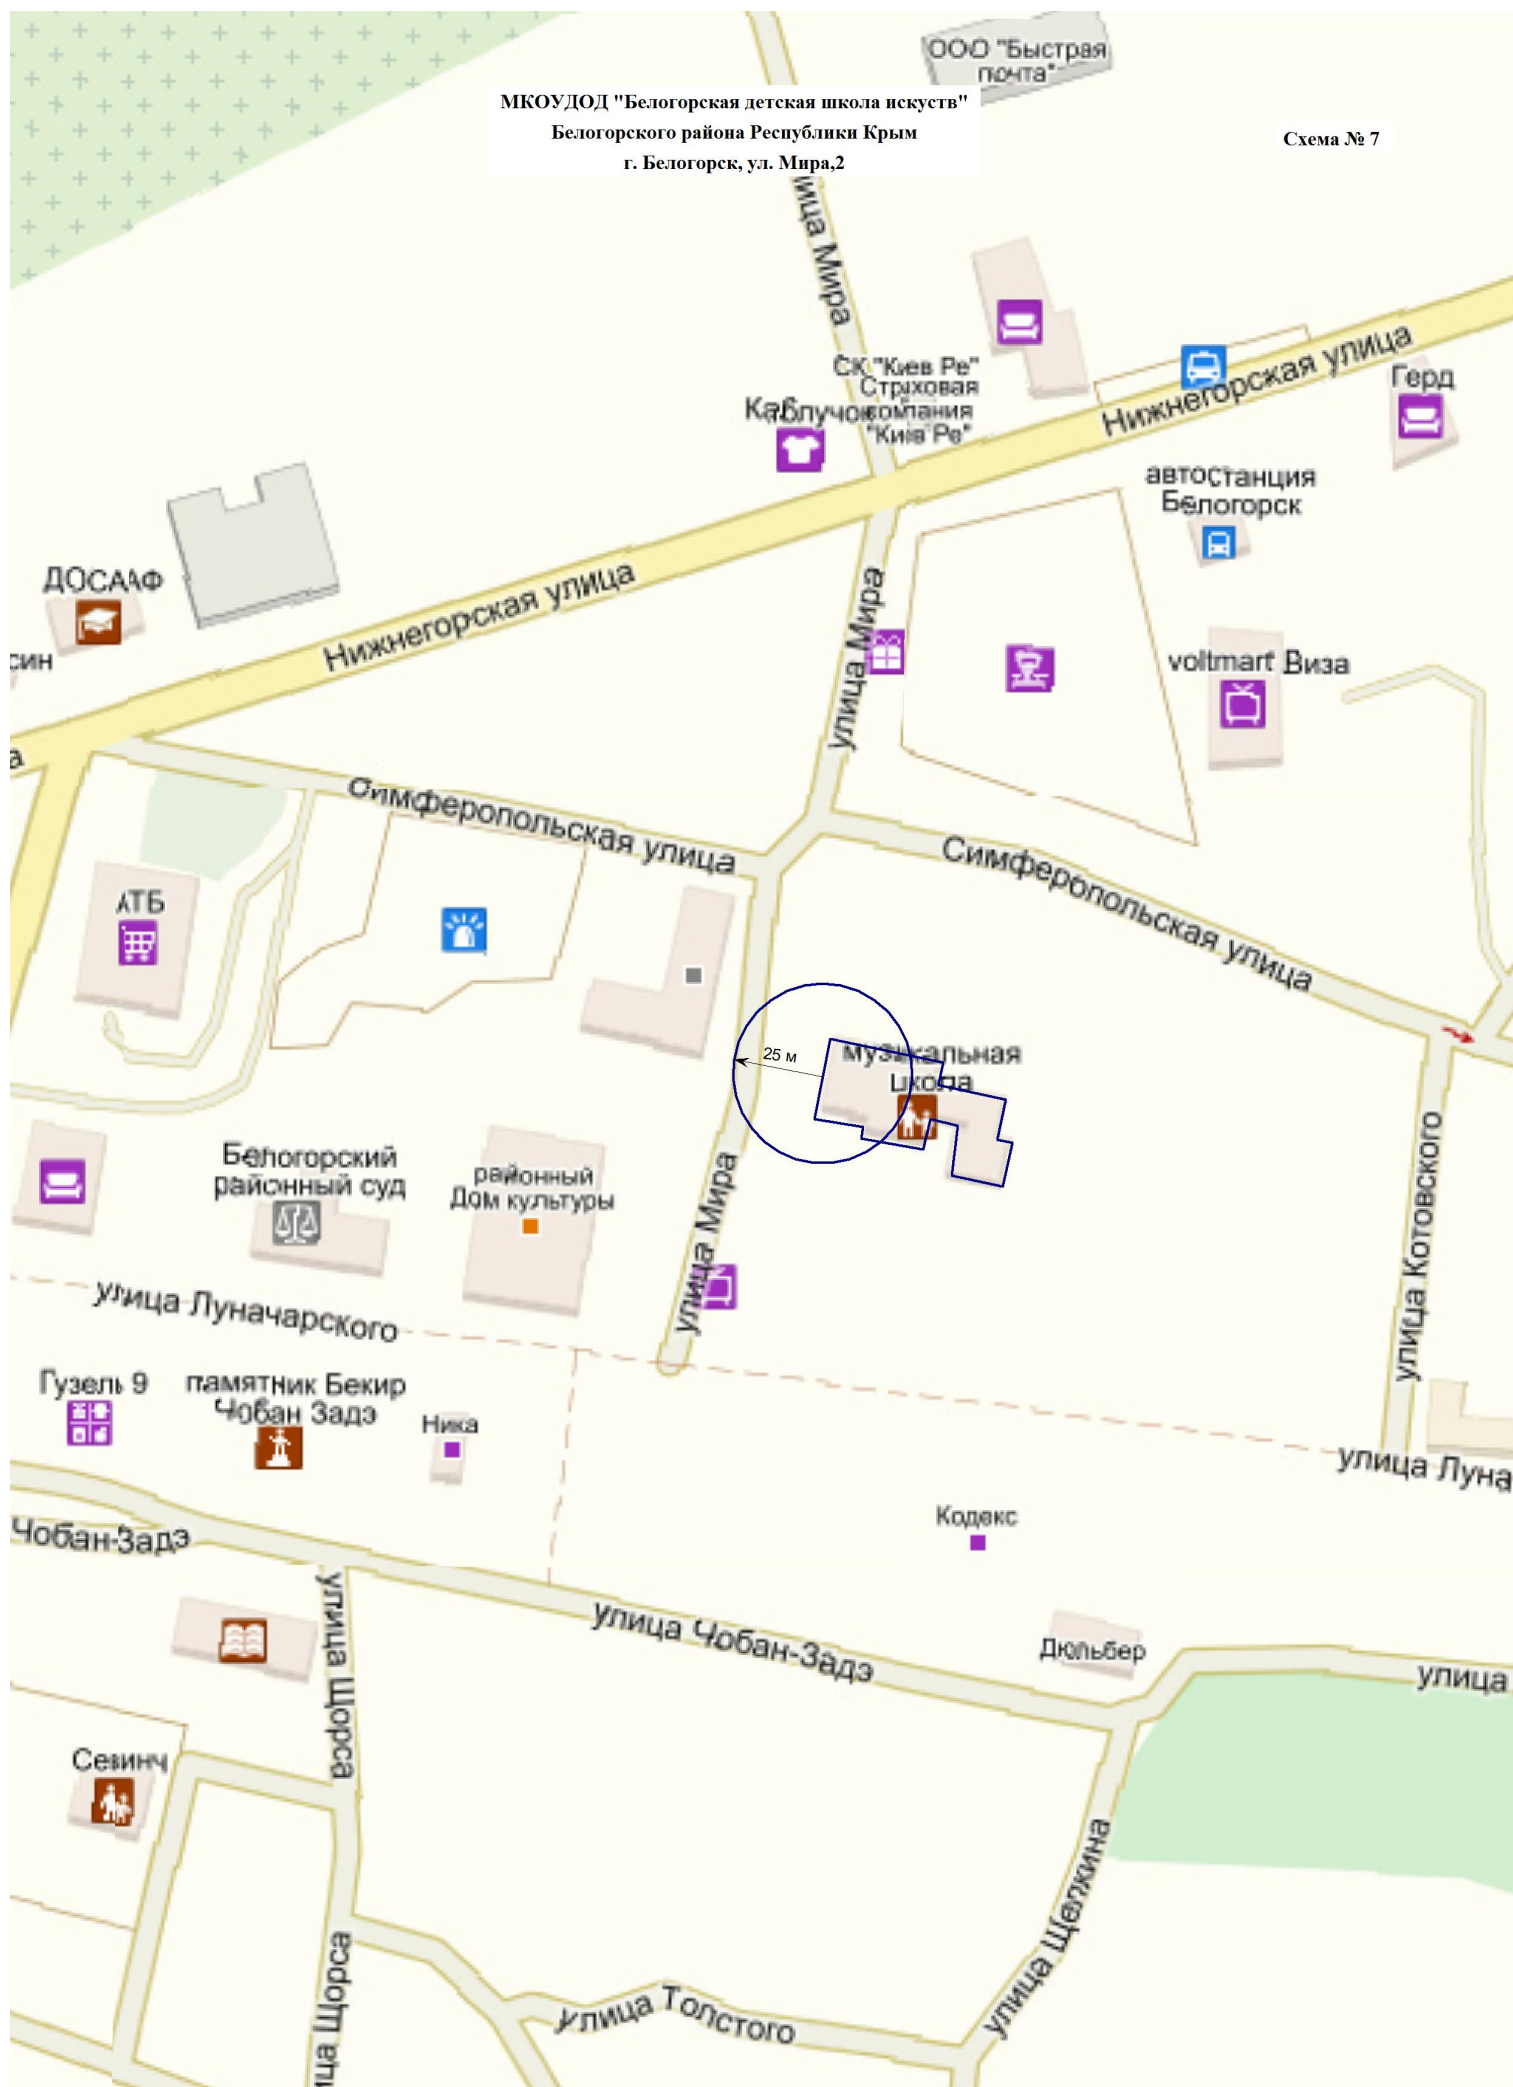 ООО "Быстрая
почта"
МКОУДОД "Белогорская детская школа искуств"
Белогорского района Республики Крым
г. Белогорск, ул. Мира,2
Схема № 7
улица Мира
СК "Киев Ре"
Страховая
компания
"Київ Ре"
Каблучок
Нижнегорская улица
Герд
автостанция
Белогорск
ДОСААФ
син
Нижнегорская улица
улица Мира
voltmart Виза
а
Симферопольская улица
Симферопольская улица
АТБ
25 м
музыкальная
школа
Белогорский
районный суд
районный
Дом культуры
улица Мира
улица Котовского
улица Луначарского
Гузель 9
памятник Бекир
Чобан Задэ
Ника
улица Луна
Кодекс
Чобан-Задэ
улица Щорса
улица Чобан-Задэ
Дюльбер
улица
Севинч
улица Щелкина
ица Щорса
улица Толстого